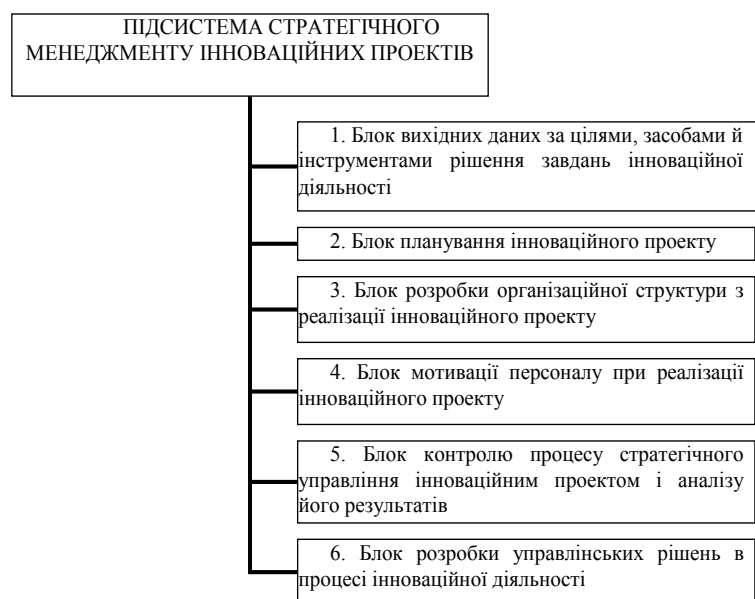 ПІДСИСТЕМА СТРАТЕГІЧНОГО
МЕНЕДЖМЕНТУ ІННОВАЦІЙНИХ ПРОЕКТІВ
1. Блок вихідних даних за цілями, засобами й
інструментами рішення завдань інноваційної
діяльності
2. Блок планування інноваційного проекту
3. Блок розробки організаційної структури з
реалізації інноваційного проекту
4. Блок мотивації персоналу при реалізації
інноваційного проекту
5. Блок контролю процесу стратегічного
управління інноваційним проектом і аналізу
його результатів
6. Блок розробки управлінських рішень в
процесі інноваційної діяльності